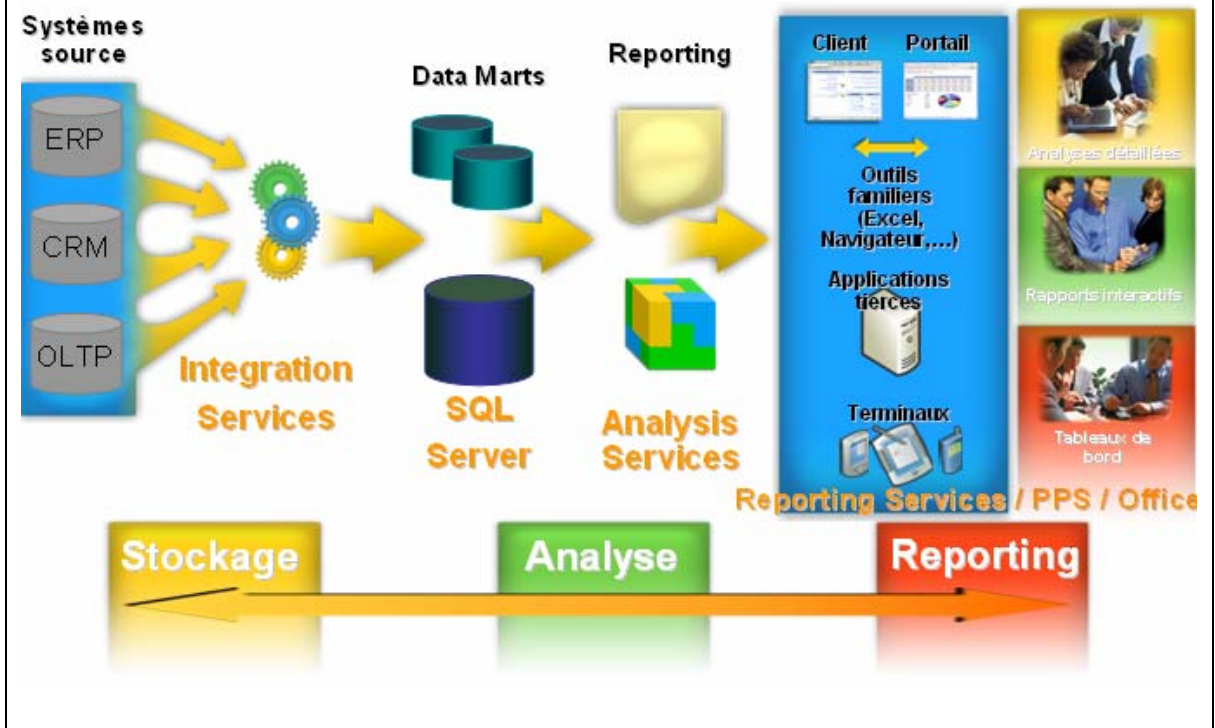 Systèmes
source
ERP
CRM
OLTP
Integration
Services
Data Marts
SQL
Server
Reporting
Analysis
Services
Client
Portail
Outils
familiers
(Excel,
Navigateur,...)
Applications
tierces
Terminaux
Analyses détaillées
Rapports interactifs
Tableaux de
bord
Reporting Services / PPS / Office
Stockage
Analyse
Reporting